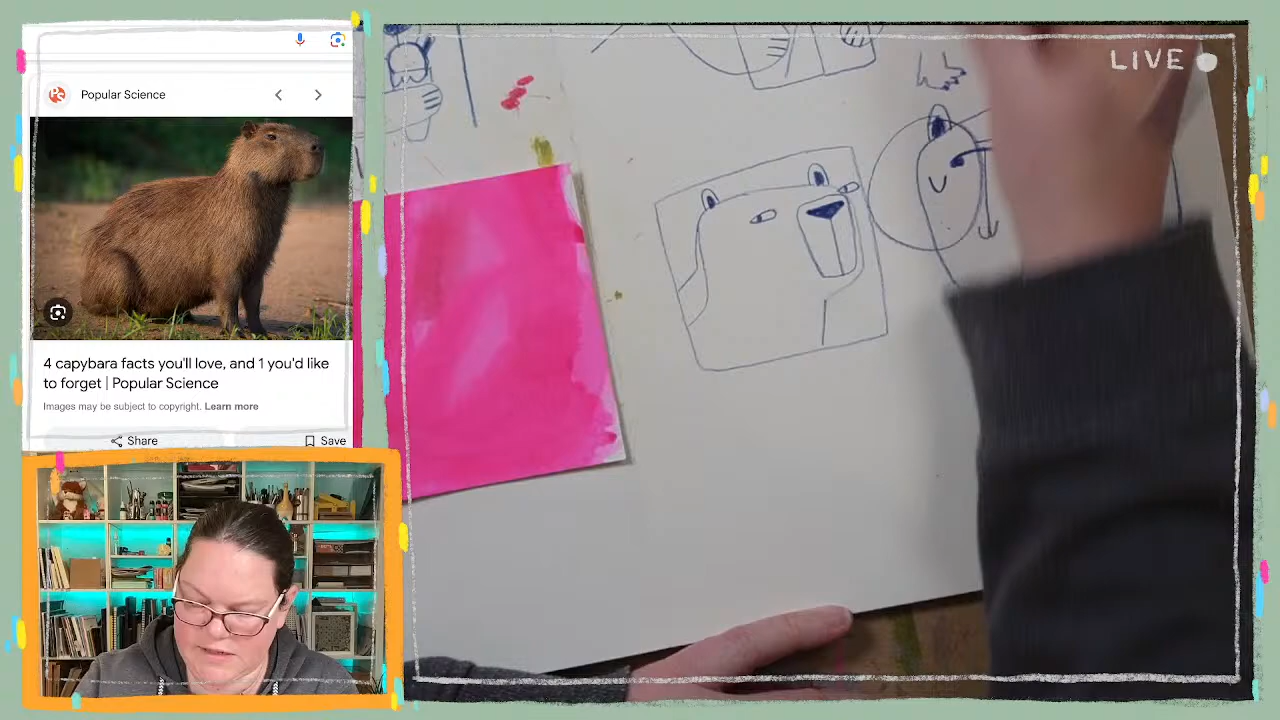 Popular Science
4 capybara facts you'll love, and 1 you'd like
to forget | Popular Science
Images may be subject to copyright. Learn more
Share
Save
LIVE